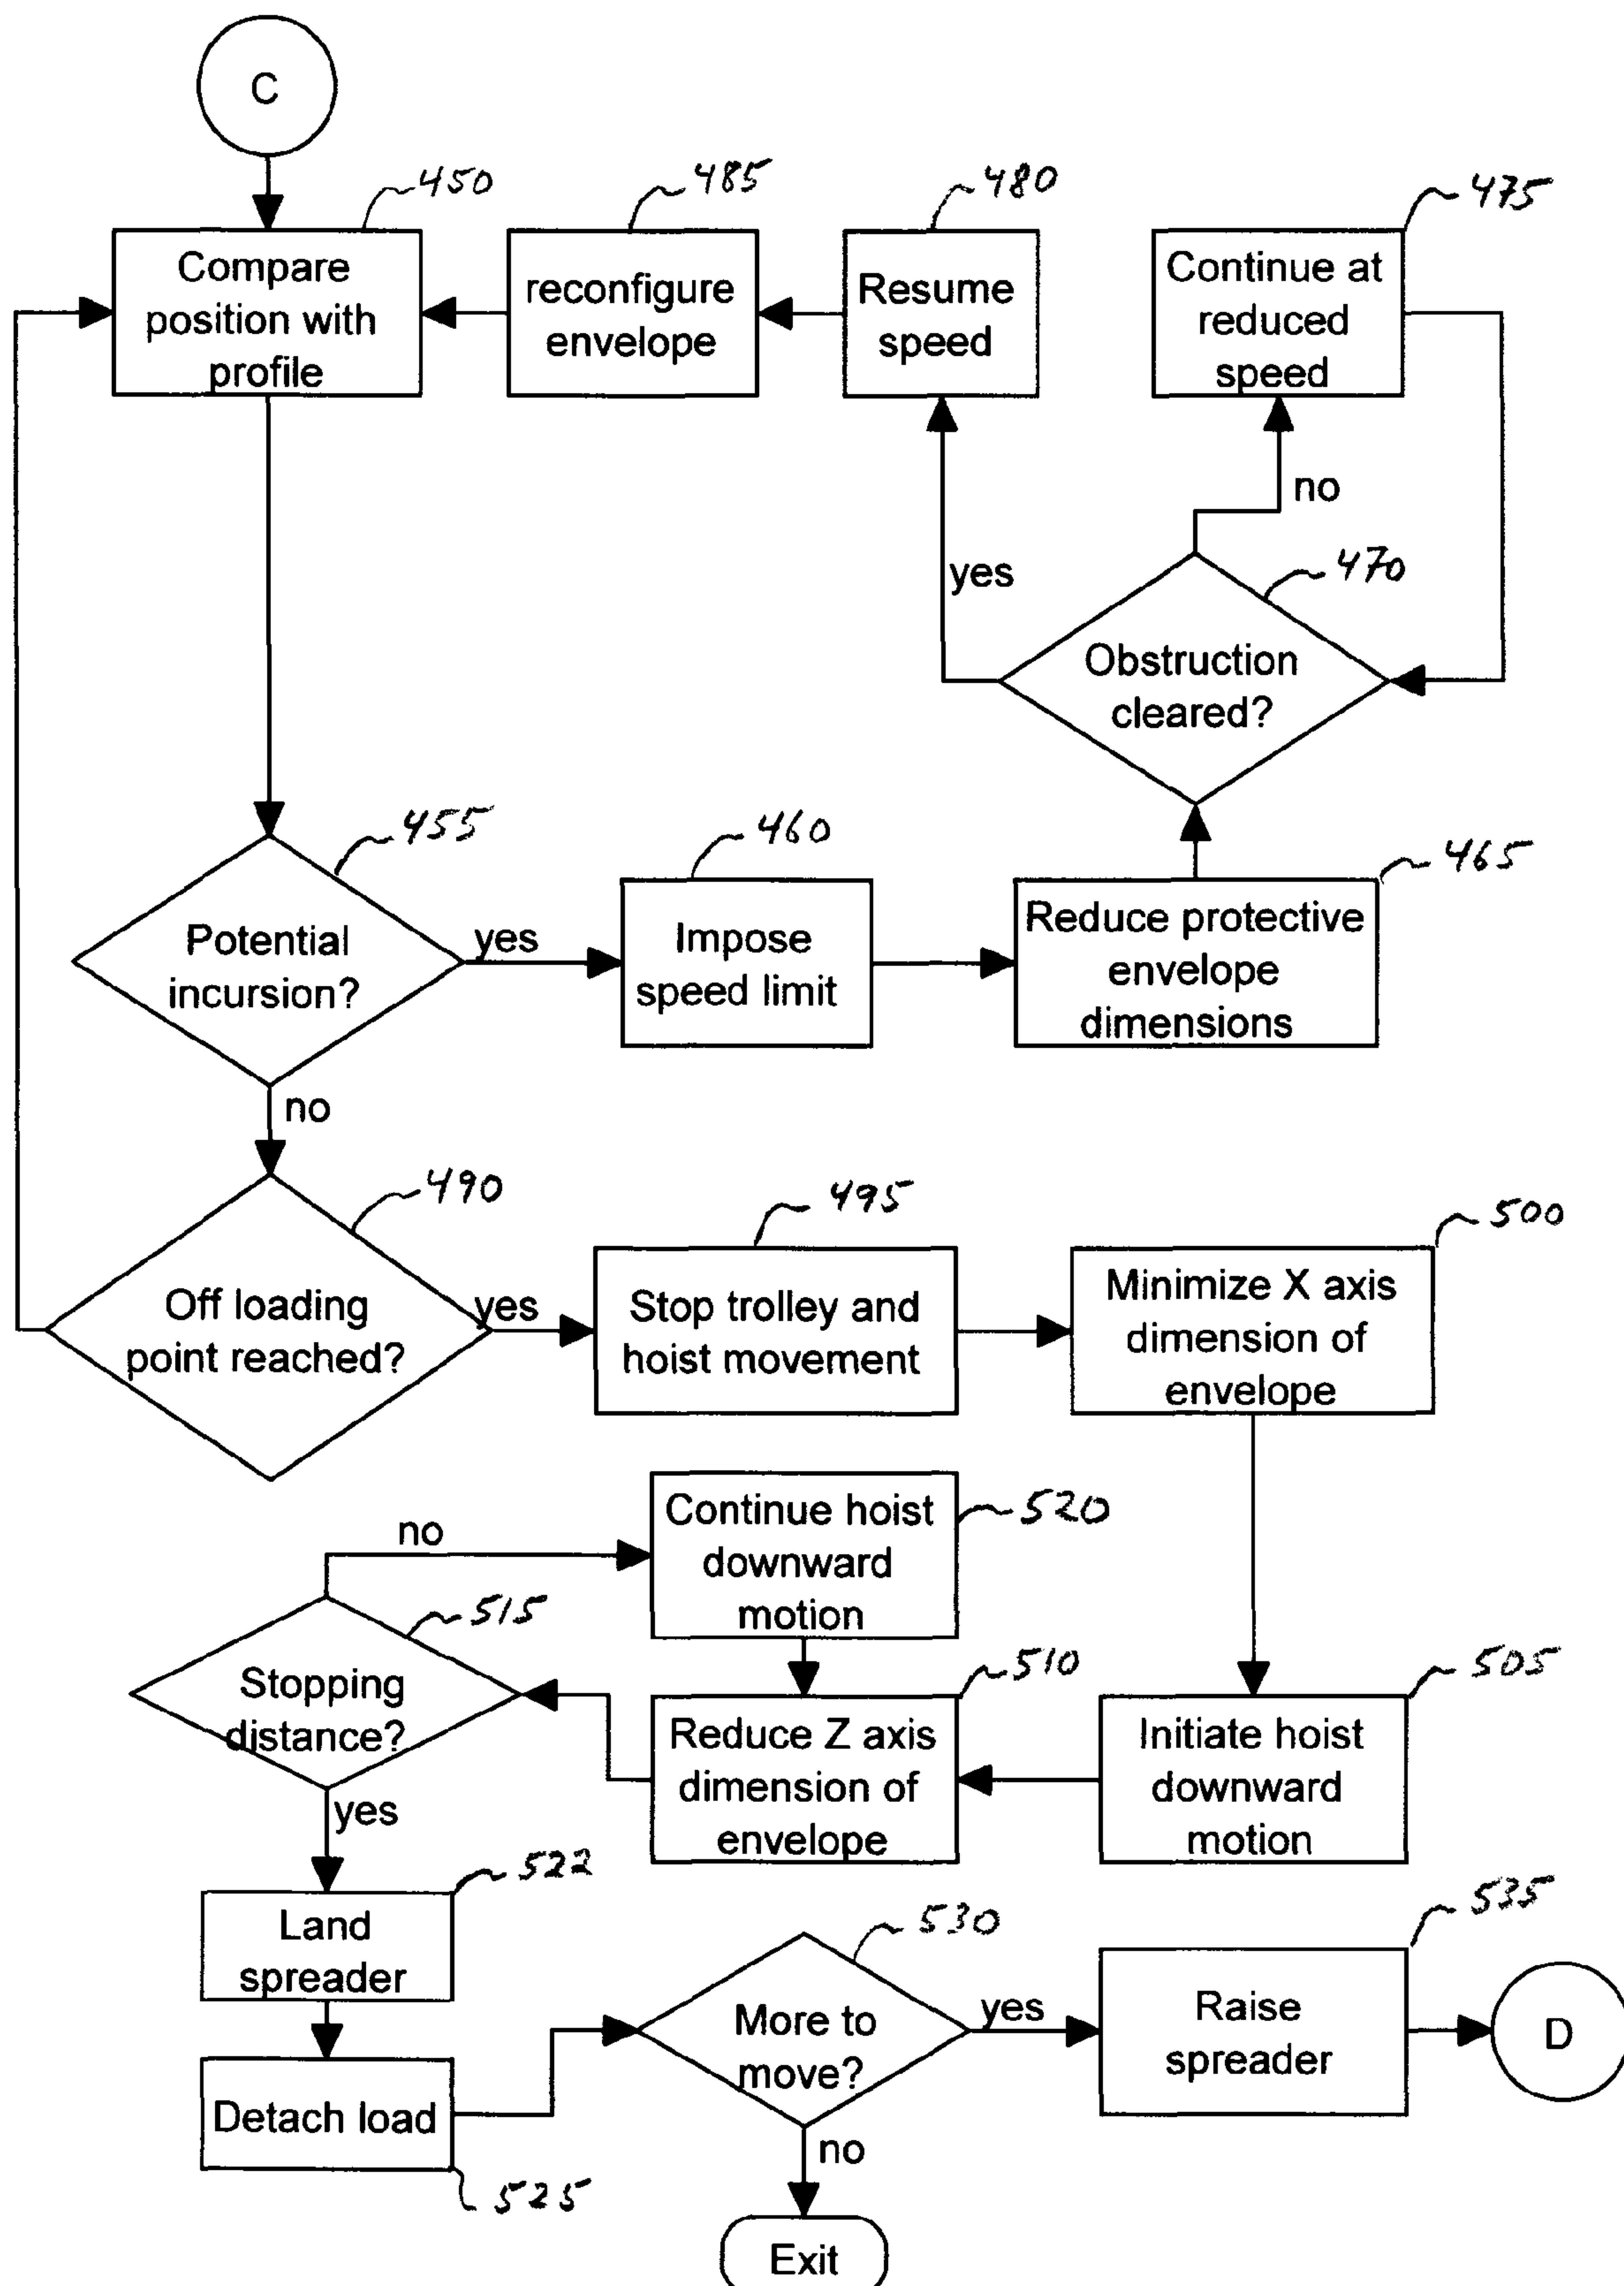 C
450
485
480
475
Compare
position with
profile
reconfigure
envelope
Resume
speed
Continue at
reduced
speed
no
yes
470
Obstruction
cleared?
455
460
465
Potential
incursion?
yes
Impose
speed limit
Reduce protective
envelope
dimensions
no
490
495
500
Off loading
point reached?
yes
Stop trolley and
hoist movement
Minimize X axis
dimension of
envelope
no
Continue hoist
downward
motion
520
515
510
505
Stopping
distance?
Reduce Z axis
dimension of
envelope
Initiate hoist
downward
motion
yes
522
Land
spreader
530
535
More to
move?
yes
Raise
spreader
D
Detach load
525
no
Exit